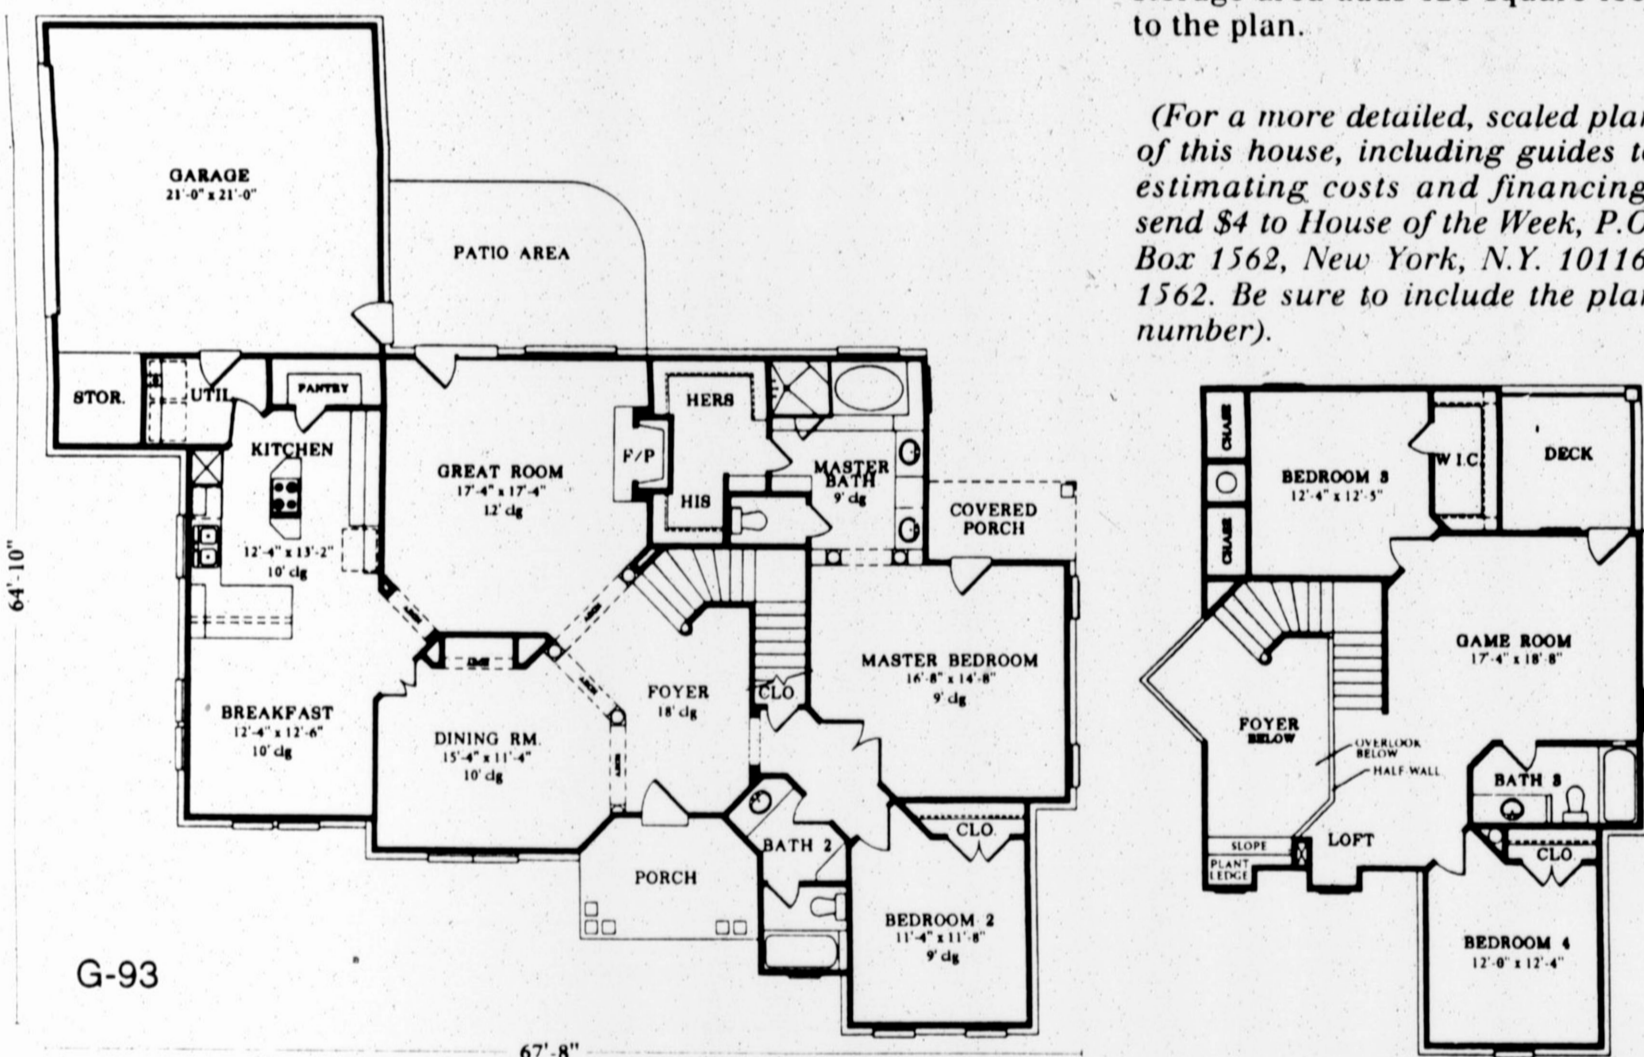 to the plan.
(For a more detailed, scaled plan
of this house, including guides to
estimating costs and financing,
send $4 to House of the Week, P.O.
Box 1562, New York, N.Y. 10116-
1562. Be sure to include the plan
number).
GARAGE
21'-0" x 21'-0"
PATIO AREA
STOR.
UTIL.
PANTRY
KITCHEN
12'-4" x 13'-2"
10' clg
GREAT ROOM
17'-4" x 17'-4"
12' clg
F/P
HERS
HIS
MASTER
BATH
9' clg
COVERED
PORCH
64'-10"
BREAKFAST
12'-4" x 12'-6"
10' clg
DINING RM.
15'-4" x 11'-4"
10' clg
ARCH
ARCH
ARCH
FOYER
18' clg
CLO.
MASTER BEDROOM
16'-8" x 14'-8"
9' clg
PORCH
BATH 2
CLO.
BEDROOM 2
11'-4" x 11'-8"
9' clg
G-93
67'-8"
CHASE
CHASE
BEDROOM 3
12'-4" x 12'-5"
W.I.C.
DECK
GAME ROOM
17'-4" x 18'-8"
FOYER
BELOW
OVERLOOK
BELOW
HALF WALL
BATH 3
SLOPE
PLANT
LEDGE
LOFT
CLO.
BEDROOM 4
12'-0" x 12'-4"